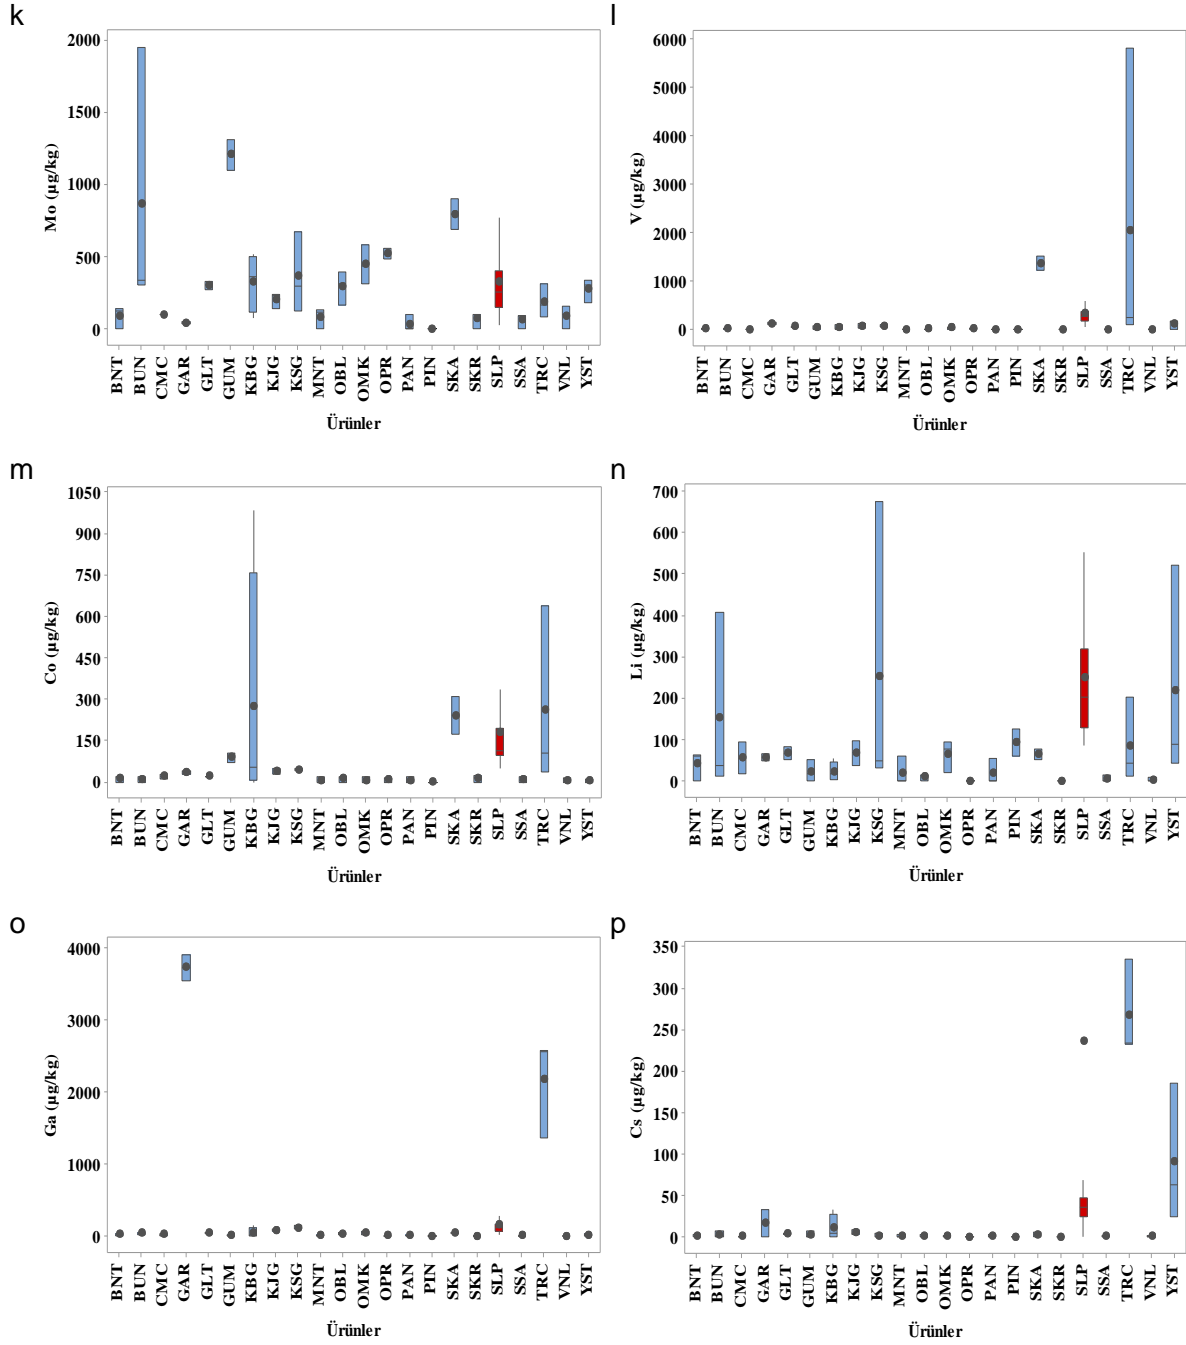 k
Mo (µg/kg)
2000
1500
1000
500
0
BNT BUN CMC GAR GLT GUM KBG KJG KSG MNT OBL OMK OPR PAN PIN SKA SKR SLP SSA TRC VNL YST
Ürünler
l
V (µg/kg)
6000
5000
4000
3000
2000
1000
0
BNT BUN CMC GAR GLT GUM KBG KJG KSG MNT OBL OMK OPR PAN PIN SKA SKR SLP SSA TRC VNL YST
Ürünler
m
Co (µg/kg)
1050
900
750
600
450
300
150
0
BNT BUN CMC GAR GLT GUM KBG KJG KSG MNT OBL OMK OPR PAN PIN SKA SKR SLP SSA TRC VNL YST
Ürünler
n
Li (µg/kg)
700
600
500
400
300
200
100
0
BNT BUN CMC GAR GLT GUM KBG KJG KSG MNT OBL OMK OPR PAN PIN SKA SKR SLP SSA TRC VNL YST
Ürünler
o
Ga (µg/kg)
4000
3000
2000
1000
0
BNT BUN CMC GAR GLT GUM KBG KJG KSG MNT OBL OMK OPR PAN PIN SKA SKR SLP SSA TRC VNL YST
Ürünler
p
Cs (µg/kg)
350
300
250
200
150
100
50
0
BNT BUN CMC GAR GLT GUM KBG KJG KSG MNT OBL OMK OPR PAN PIN SKA SKR SLP SSA TRC VNL YST
Ürünler